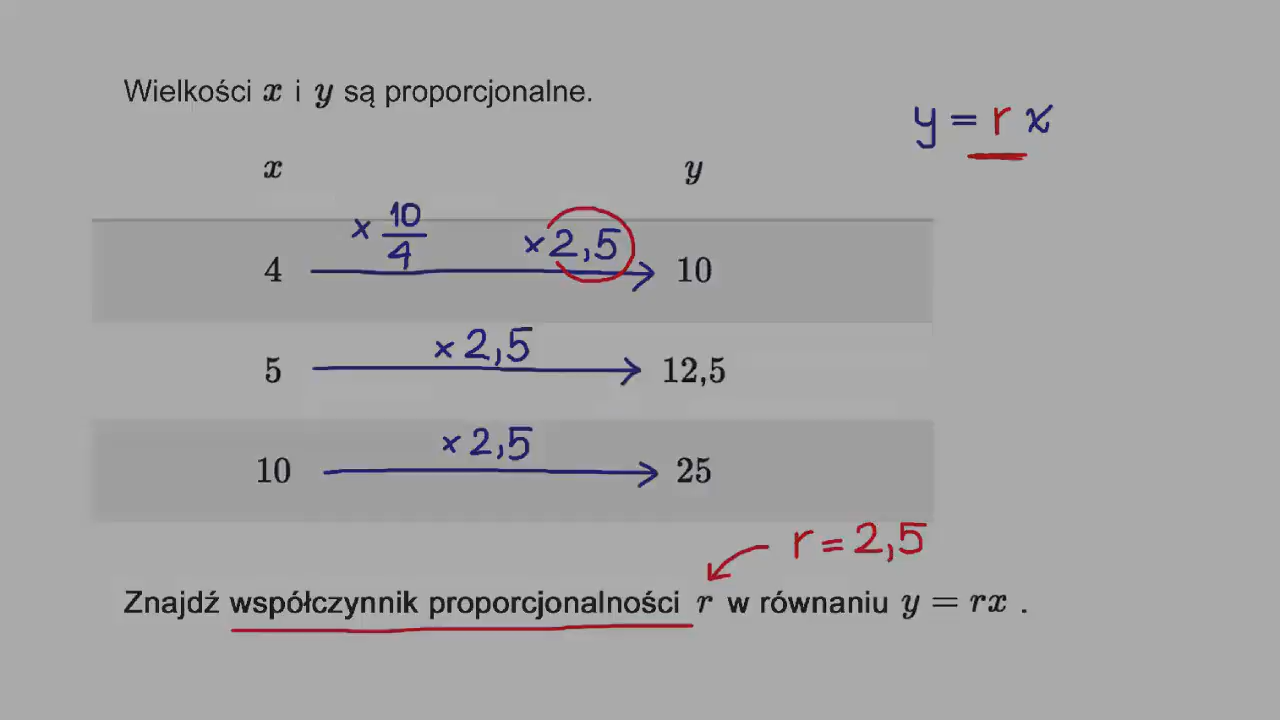 Wielkości x i y są proporcjonalne.
y = r x
x y
× 10/4 × 2,5
4 10
× 2,5
5 12,5
× 2,5
10 25
r = 2,5
Znajdź współczynnik proporcjonalności r w równaniu y = rx .